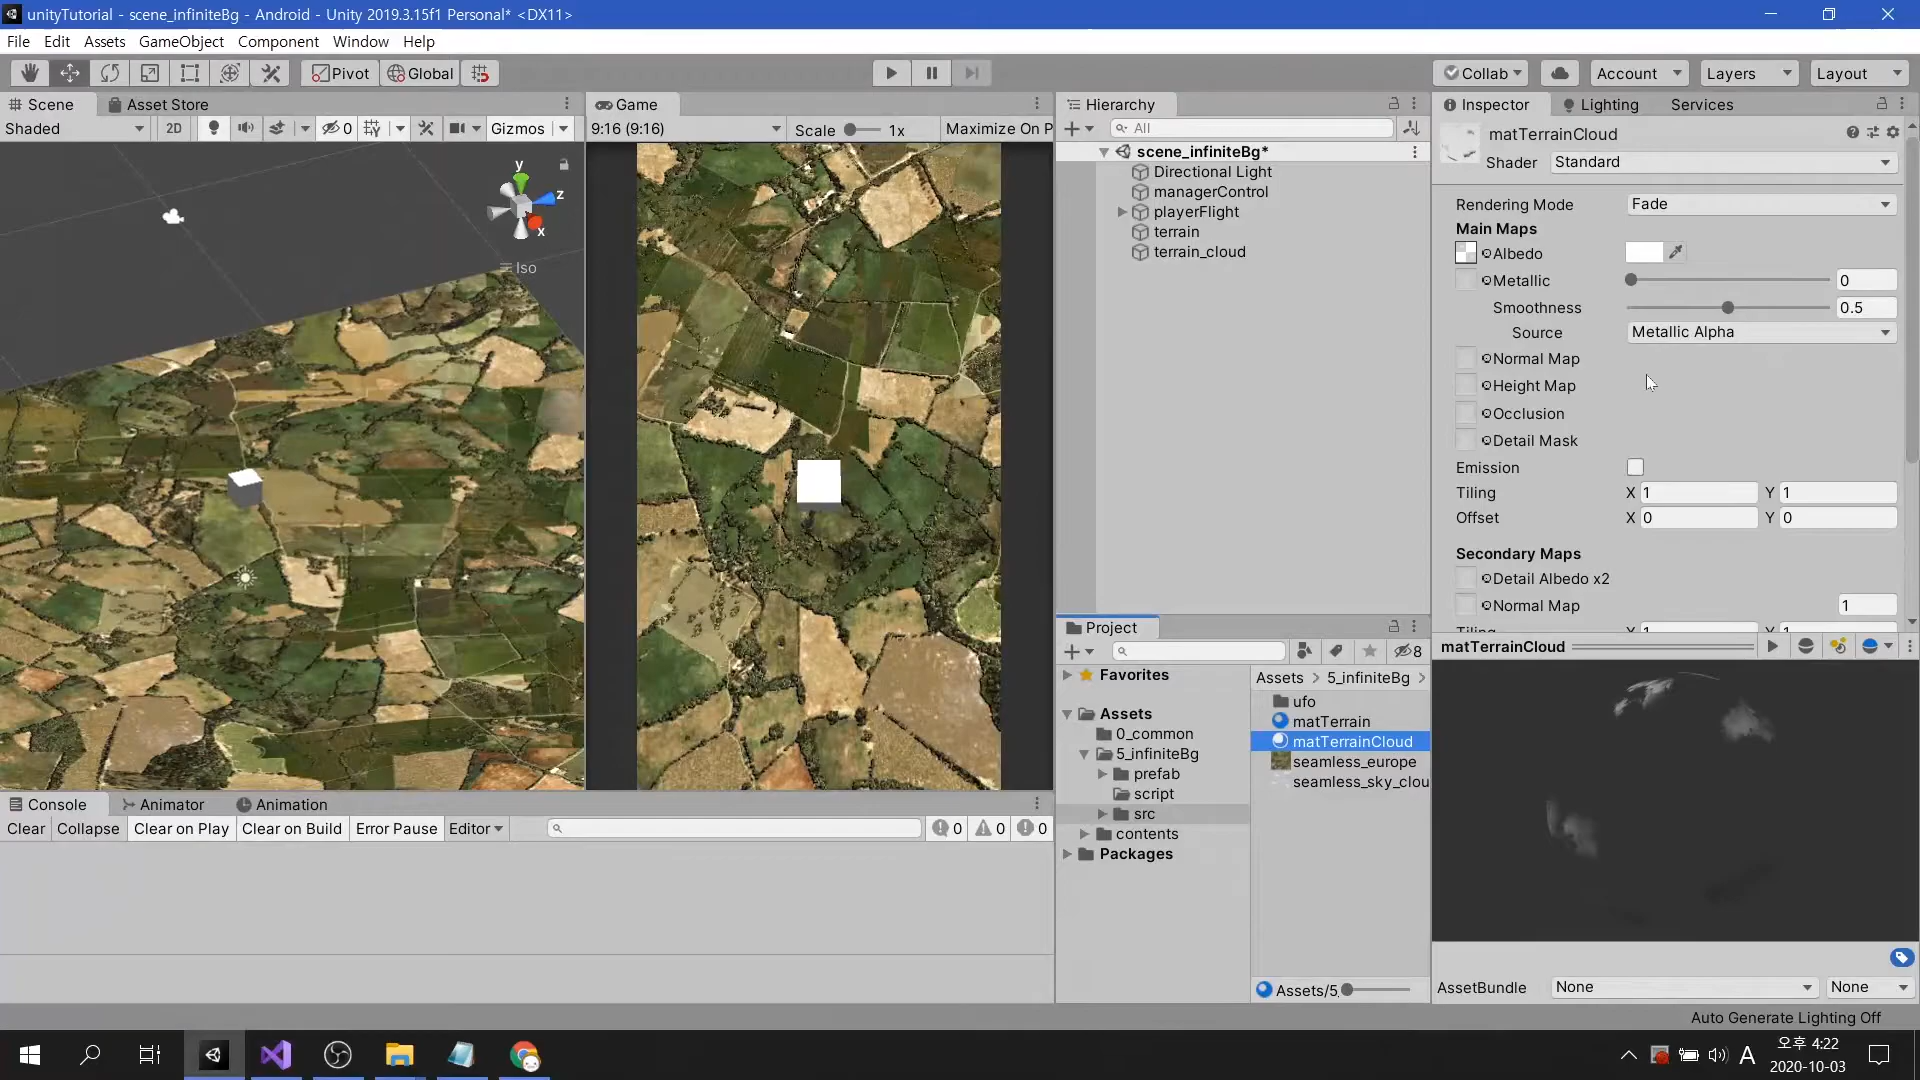 unityTutorial - scene_infiniteBg - Android - Unity 2019.3.15f1 Personal* <DX11>
File Edit Assets GameObject Component Window Help
Pivot Global Collab Account Layers Layout
Scene Asset Store
Shaded 2D 0 Gizmos
y
z
x
Iso
Game
9:16 (9:16) Scale 1x Maximize On P
Hierarchy
All
scene_infiniteBg*
Directional Light
managerControl
playerFlight
terrain
terrain_cloud
Inspector Lighting Services
matTerrainCloud
Shader Standard
Rendering Mode Fade
Main Maps
Albedo
Metallic 0
Smoothness 0.5
Source Metallic Alpha
Normal Map
Height Map
Occlusion
Detail Mask
Emission
Tiling X 1 Y 1
Offset X 0 Y 0
Secondary Maps
Detail Albedo x2
Normal Map 1
Tiling X 1 Y 1
matTerrainCloud
AssetBundle None None
Project
8
Favorites
Assets
0_common
5_infiniteBg
prefab
script
src
contents
Packages
Assets > 5_infiniteBg >
ufo
matTerrain
matTerrainCloud
seamless_europe
seamless_sky_clou
Assets/5_
Console Animator Animation
Clear Collapse Clear on Play Clear on Build Error Pause Editor 0 0 0
Auto Generate Lighting Off
A
오후 4:22
2020-10-03